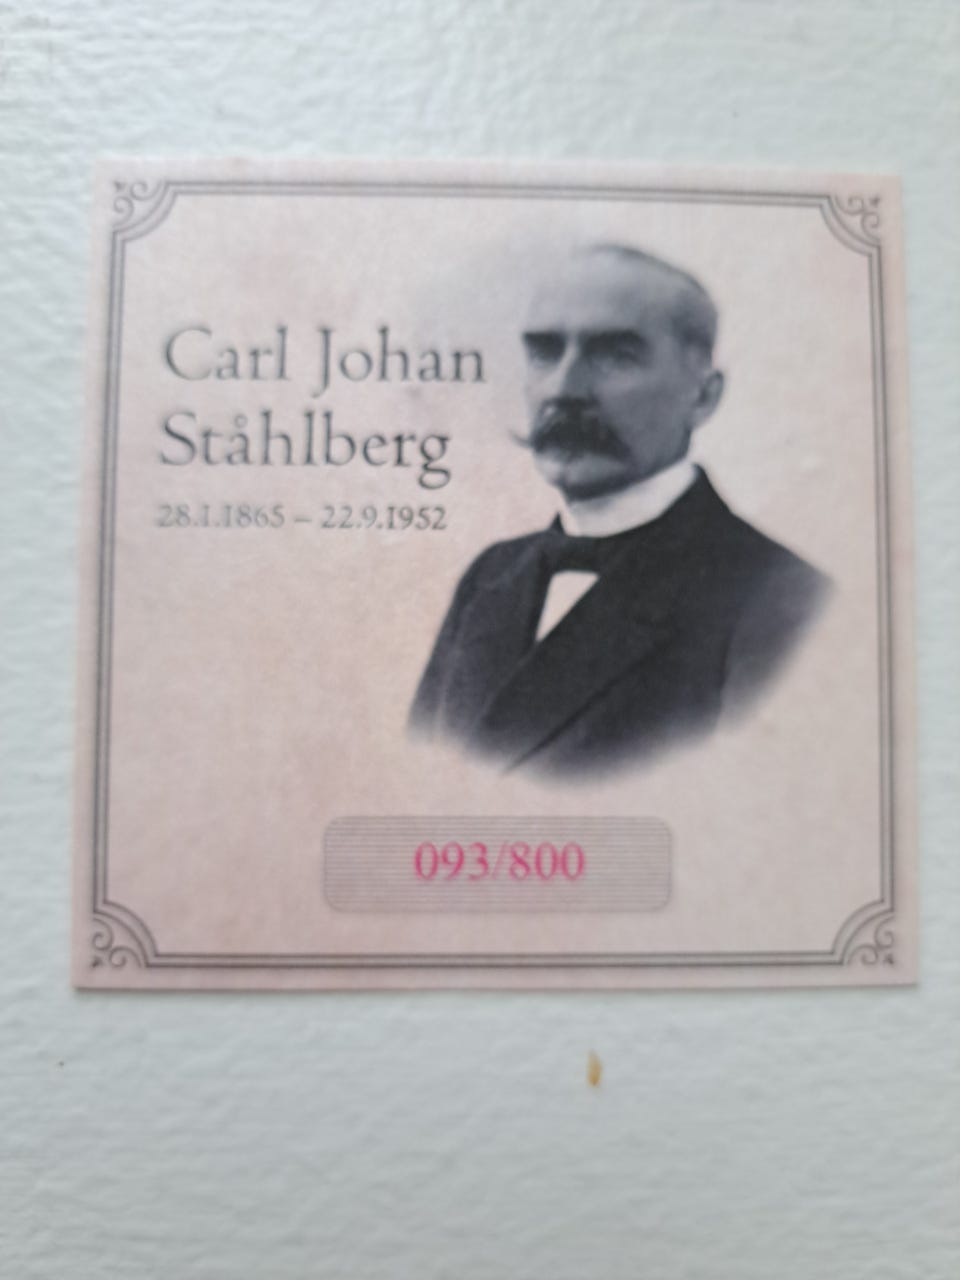 Carl Johan
Ståhlberg
28.1.1865 – 22.9.1952
093/800